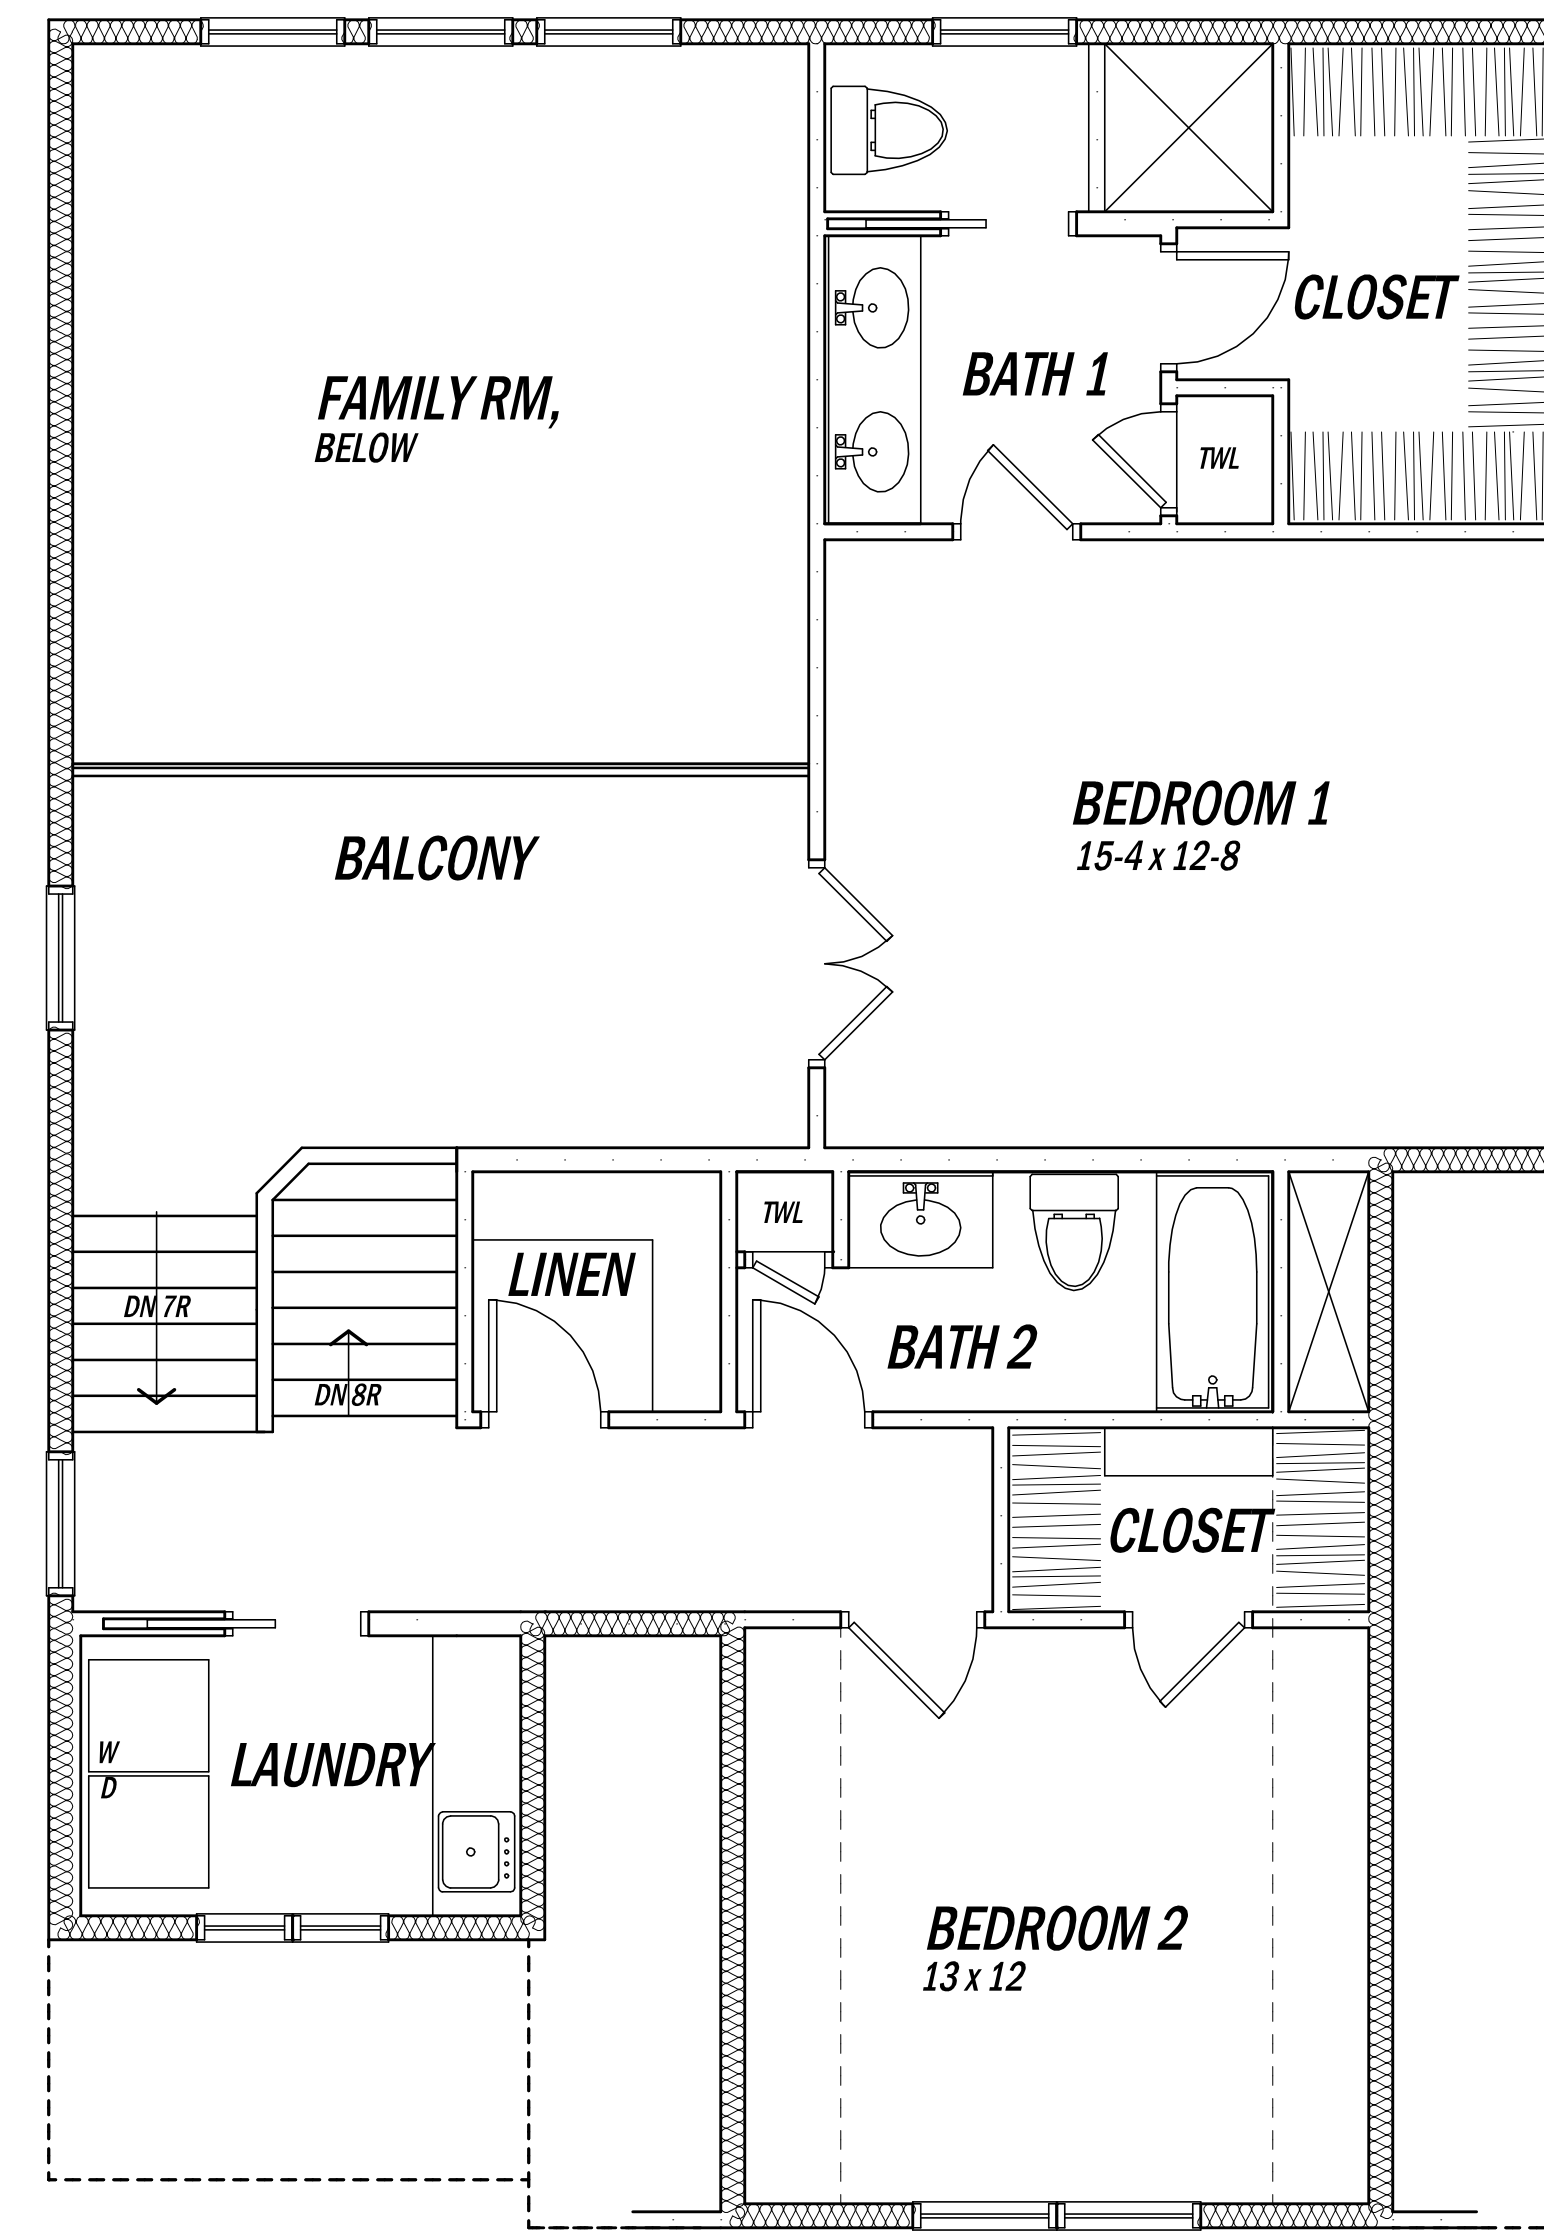 CLOSET
BATH 1
FAMILY RM,
BELOW
TWL
BEDROOM 1
15-4 x 12-8
BALCONY
TWL
LINEN
DN 7R
BATH 2
DN 8R
CLOSET
W
LAUNDRY
D
BEDROOM 2
13 x 12